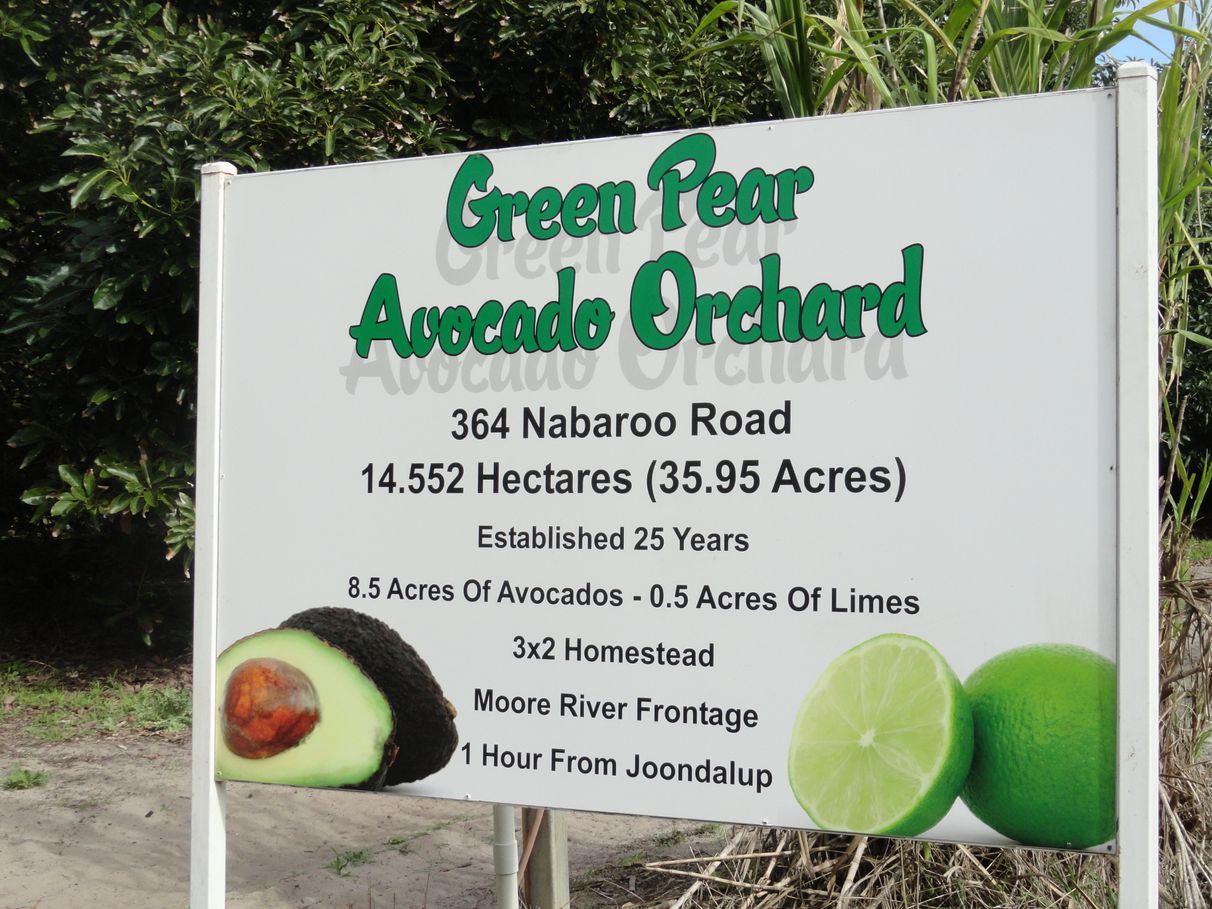 Green Pear
Avocado Orchard
364 Nabaroo Road
14.552 Hectares (35.95 Acres)
Established 25 Years
8.5 Acres Of Avocados - 0.5 Acres Of Limes
3x2 Homestead
Moore River Frontage
1 Hour From Joondalup